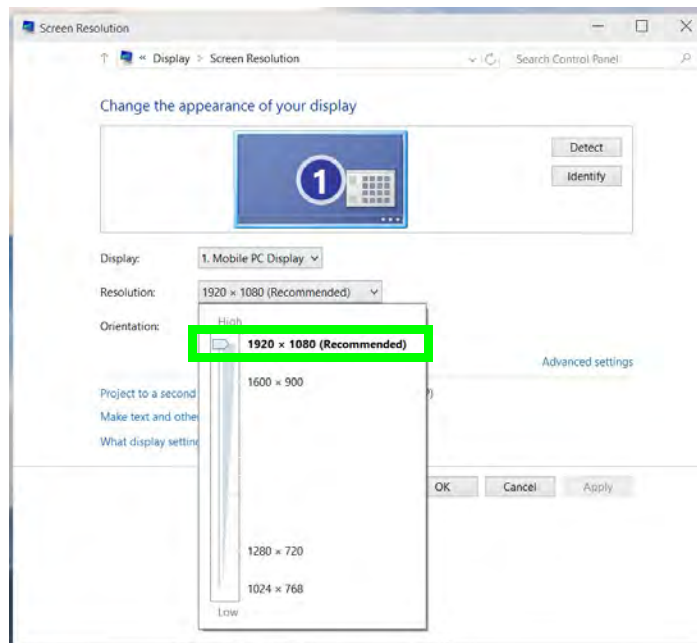 Screen Resolution
« Display > Screen Resolution
Search Control Panel
Change the appearance of your display
1
Detect
Identify
Display:
1. Mobile PC Display
Resolution:
1920 × 1080 (Recommended)
Orientation:
High
1920 × 1080 (Recommended)
Advanced settings
1600 × 900
Project to a second
Make text and othe
What display settin
OK
Cancel
Apply
1280 × 720
1024 × 768
Low